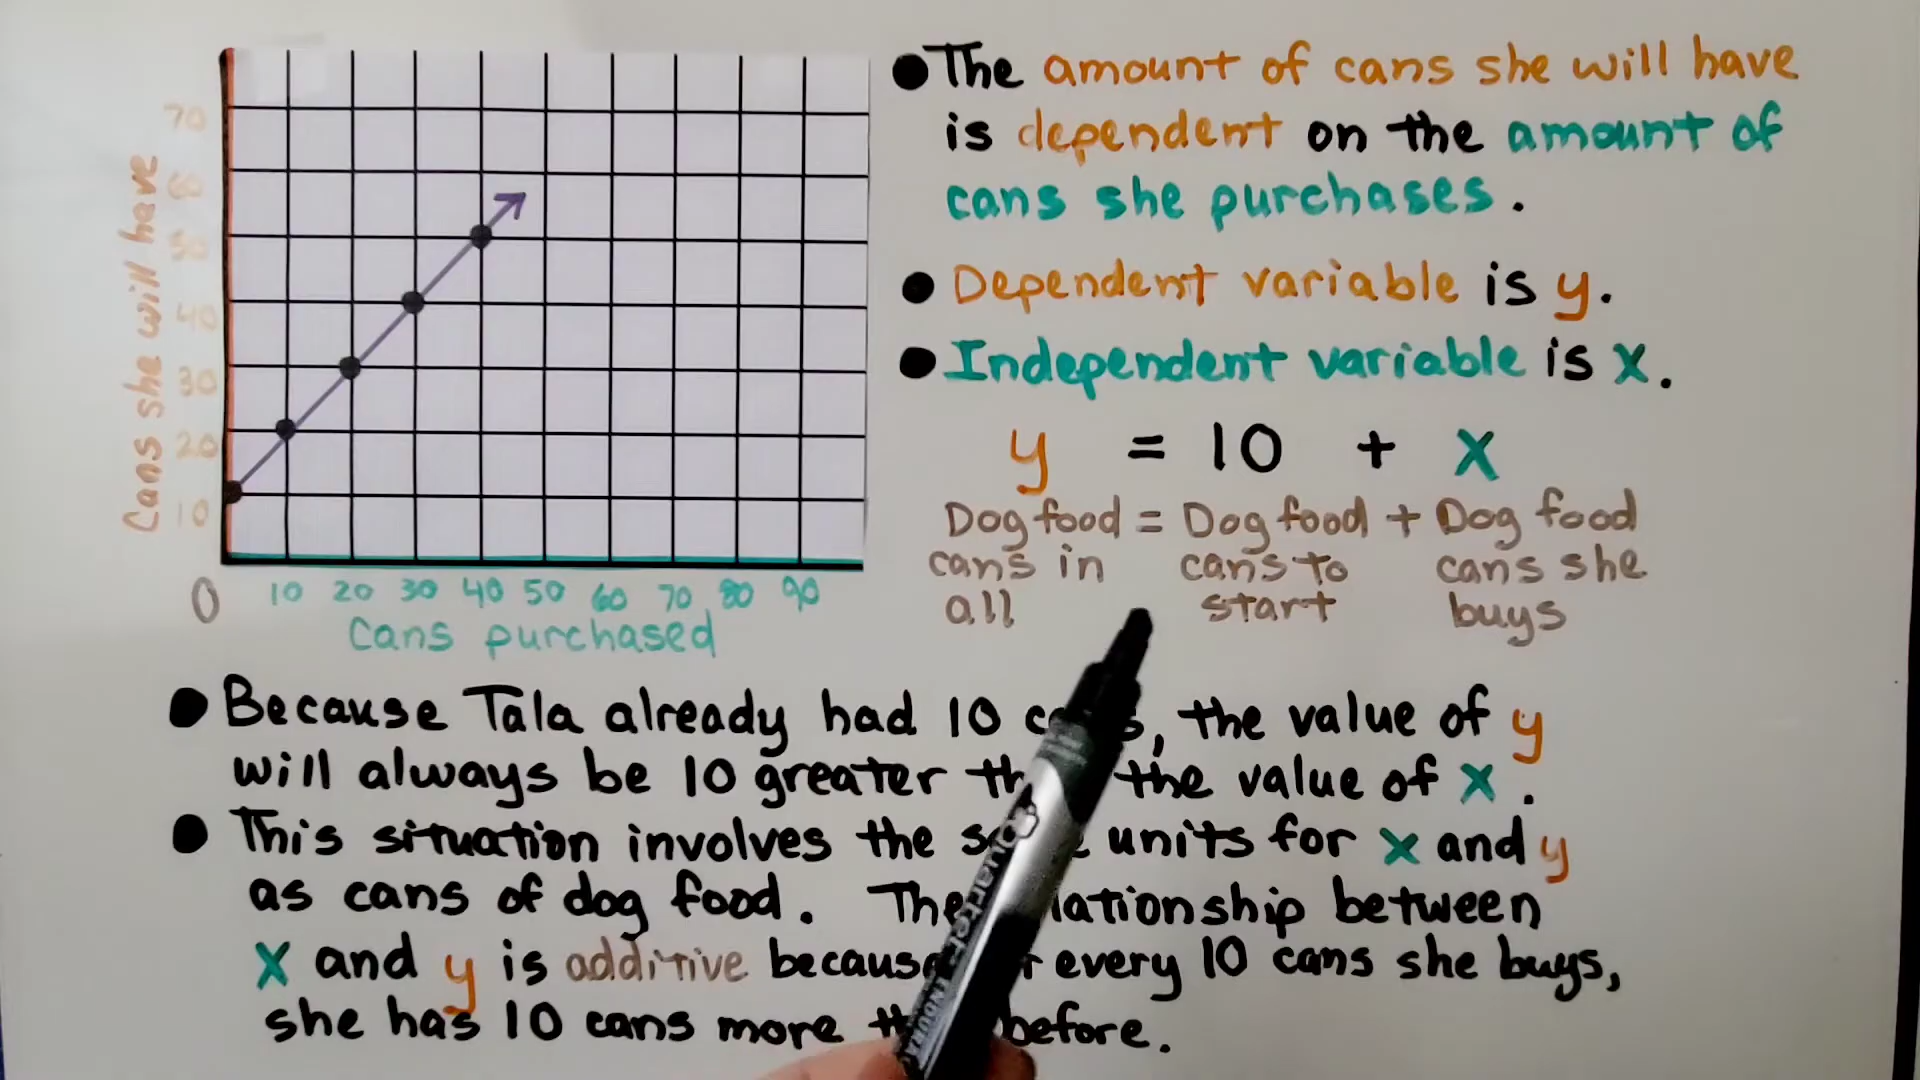 The amount of cans she will have
is dependent on the amount of
cans she purchases.
Dependent variable is y.
Independent variable is x.
y = 10 + x
Dog food = Dog food + Dog food
cans in cans to cans she
all start buys
70
60
50
40
30
20
10
0
Cans she will have
10 20 30 40 50 60 70 80 90
Cans purchased
Because Tala already had 10, the value of y
will always be 10 greater the value of x.
This situation involves the units for x and y
as cans of dog food. between
x and y is additive every 10 cans she buys,
she has 10 cans more before.
Quartet ENDURA